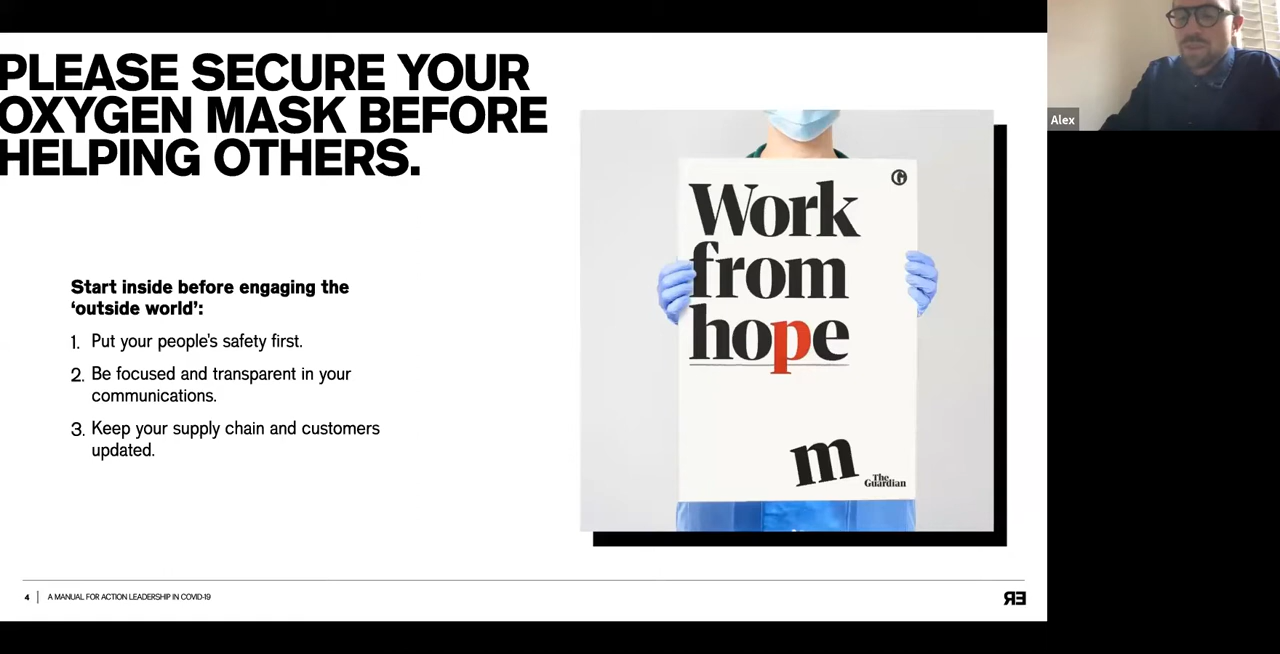 PLEASE SECURE YOUR
OXYGEN MASK BEFORE
HELPING OTHERS.
Start inside before engaging the
‘outside world’:
1. Put your people's safety first.
2. Be focused and transparent in your
communications.
3. Keep your supply chain and customers
updated.
Work
from
hope
m
The
Guardian
4 | A MANUAL FOR ACTION LEADERSHIP IN COVID-19
RE
Alex